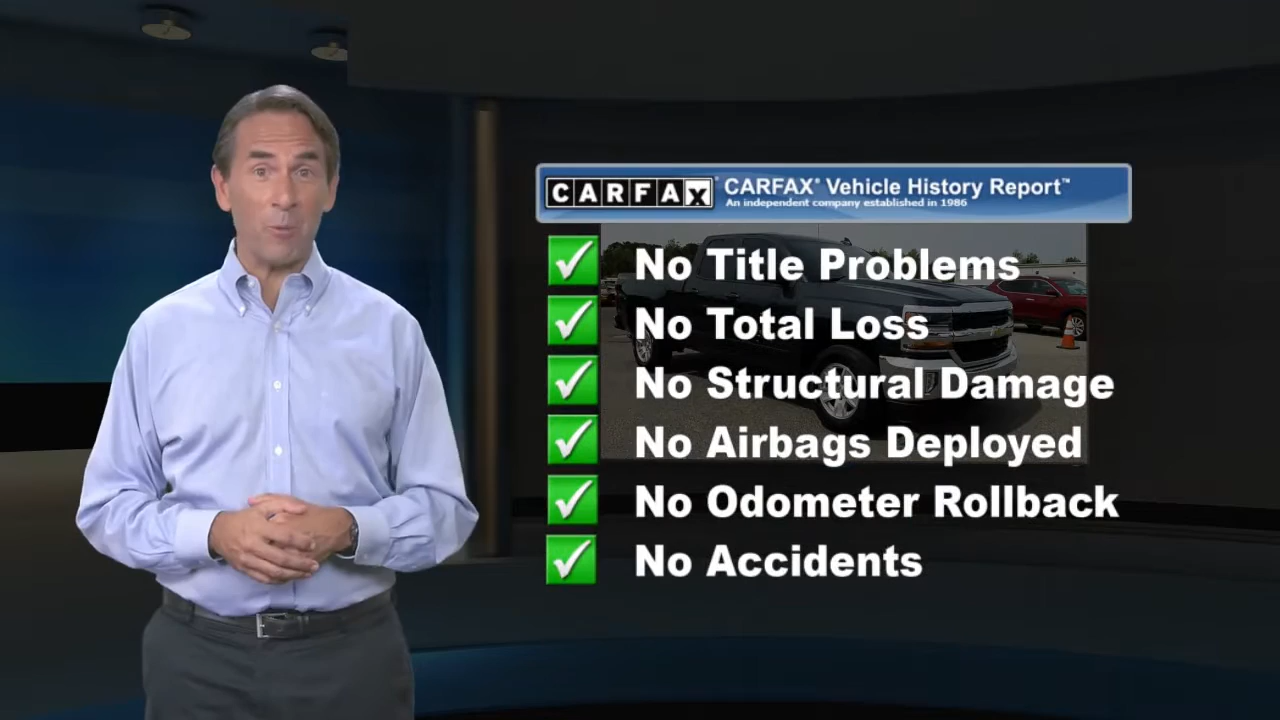 CARFAX® CARFAX® Vehicle History Report™
An independent company established in 1986
No Title Problems
No Total Loss
No Structural Damage
No Airbags Deployed
No Odometer Rollback
No Accidents